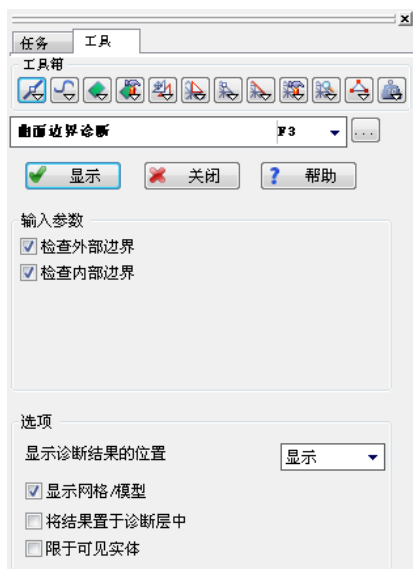 任务 工具
工具箱
曲面边界诊断 F3 ...
显示 关闭 ? 帮助
输入参数
检查外部边界
检查内部边界
选项
显示诊断结果的位置 显示
显示网格/模型
将结果置于诊断层中
限于可见实体